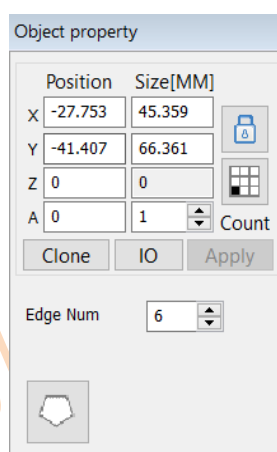 Object property
Position Size[MM]
X -27.753 45.359
Y -41.407 66.361
Z 0 0
A 0 1 Count
Clone IO Apply
Edge Num 6